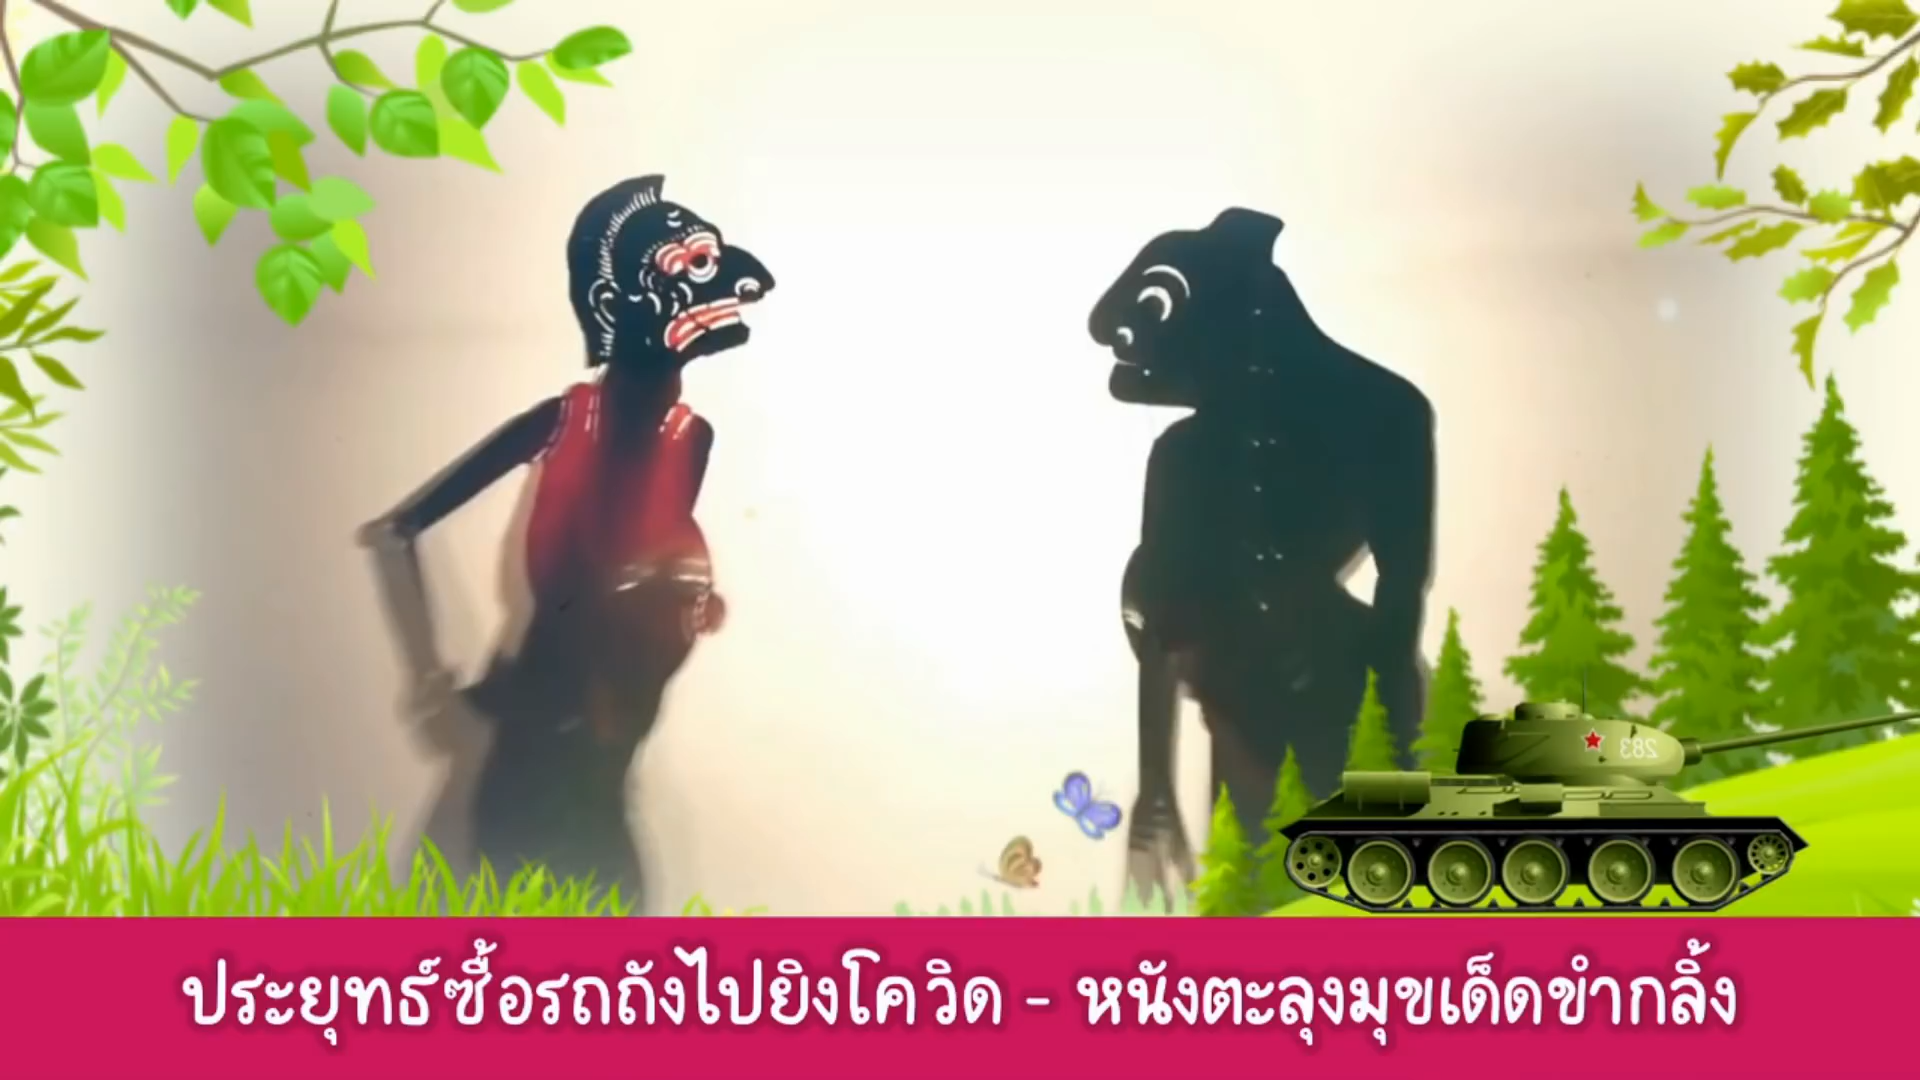 283
ประยุทธ์ซื้อรถถังไปยิงโควิด - หนังตะลุงมุขเด็ดขำกลิ้ง